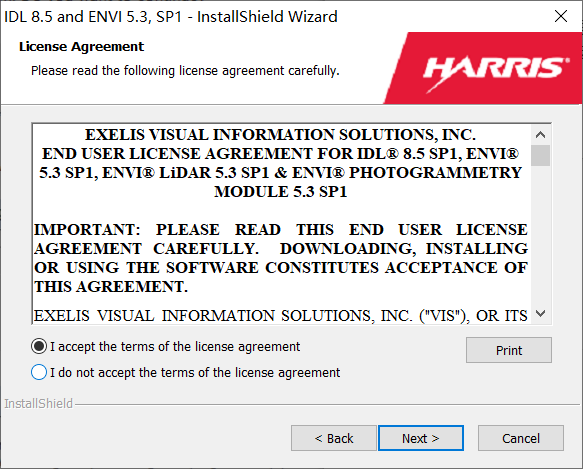 IDL 8.5 and ENVI 5.3, SP1 - InstallShield Wizard
License Agreement
Please read the following license agreement carefully.
HARRIS®
EXELIS VISUAL INFORMATION SOLUTIONS, INC.
END USER LICENSE AGREEMENT FOR IDL® 8.5 SP1, ENVI®
5.3 SP1, ENVI® LiDAR 5.3 SP1 & ENVI® PHOTOGRAMMETRY
MODULE 5.3 SP1
IMPORTANT: PLEASE READ THIS END USER LICENSE
AGREEMENT CAREFULLY. DOWNLOADING, INSTALLING
OR USING THE SOFTWARE CONSTITUTES ACCEPTANCE OF
THIS AGREEMENT.
EXELIS VISUAL INFORMATION SOLUTIONS, INC. ("VIS"), OR ITS
I accept the terms of the license agreement
Print
I do not accept the terms of the license agreement
InstallShield
< Back
Next >
Cancel